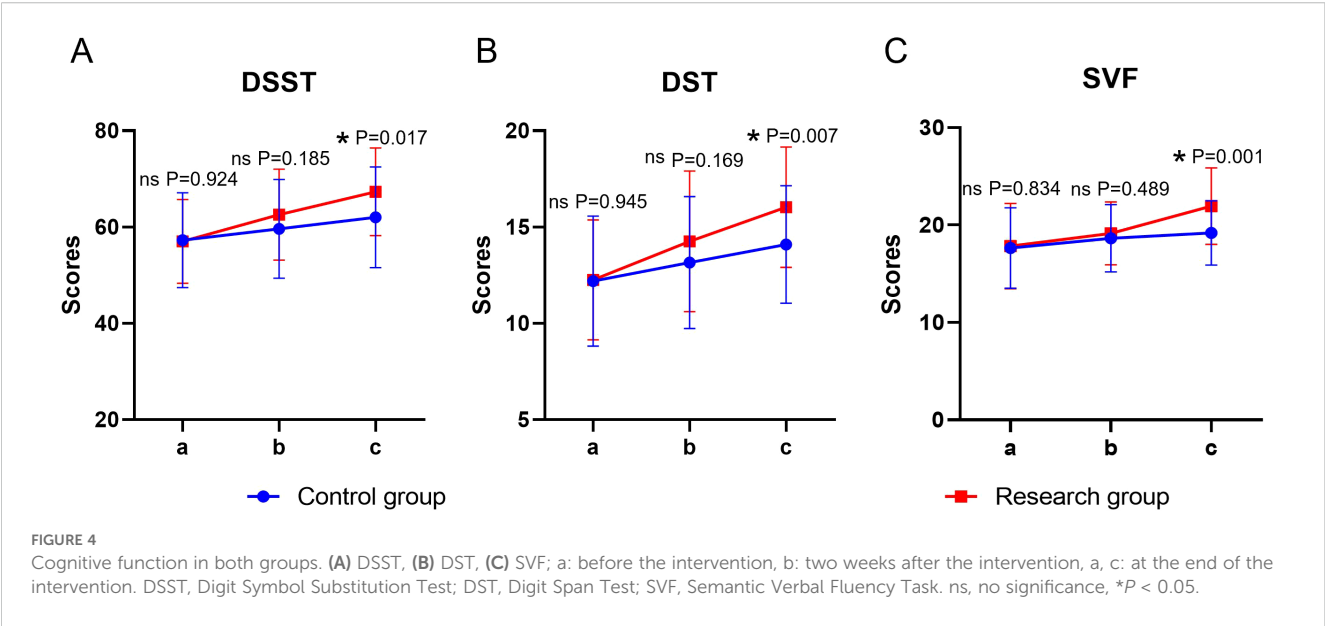 A
DSST
80
60
40
20
Scores
ns P=0.924
ns P=0.185
* P=0.017
a
b
c
B
DST
20
15
10
5
Scores
ns P=0.945
ns P=0.169
* P=0.007
a
b
c
C
SVF
30
20
10
0
Scores
ns P=0.834
ns P=0.489
* P=0.001
a
b
c
Control group
Research group
FIGURE 4
Cognitive function in both groups. (A) DSST, (B) DST, (C) SVF; a: before the intervention, b: two weeks after the intervention, a, c: at the end of the
intervention. DSST, Digit Symbol Substitution Test; DST, Digit Span Test; SVF, Semantic Verbal Fluency Task. ns, no significance, *P < 0.05.